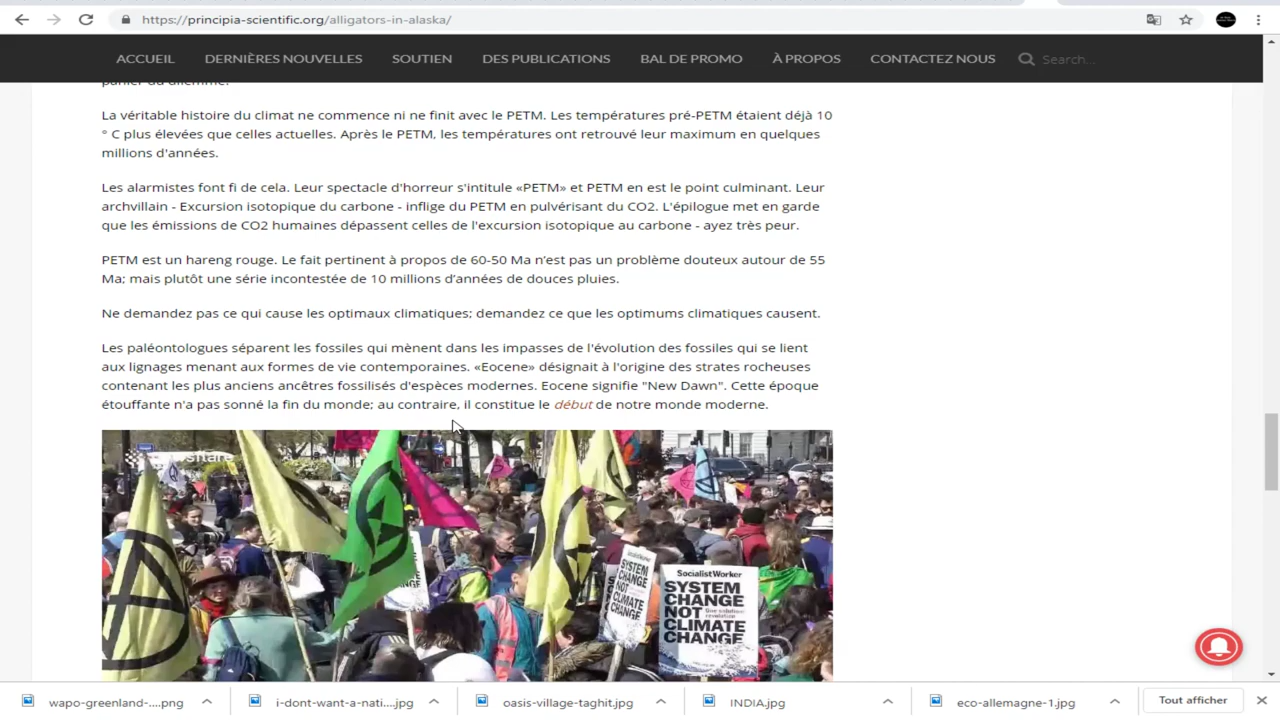 https://principia-scientific.org/alligators-in-alaska/
ACCUEIL DERNIÈRES NOUVELLES SOUTIEN DES PUBLICATIONS BAL DE PROMO À PROPOS CONTACTEZ NOUS Search...
La véritable histoire du climat ne commence ni ne finit avec le PETM. Les températures pré-PETM étaient déjà 10
° C plus élevées que celles actuelles. Après le PETM, les températures ont retrouvé leur maximum en quelques
millions d'années.
Les alarmistes font fi de cela. Leur spectacle d'horreur s'intitule «PETM» et PETM en est le point culminant. Leur
archvillain - Excursion isotopique du carbone - inflige du PETM en pulvérisant du CO2. L'épilogue met en garde
que les émissions de CO2 humaines dépassent celles de l'excursion isotopique au carbone - ayez très peur.
PETM est un hareng rouge. Le fait pertinent à propos de 60-50 Ma n’est pas un problème douteux autour de 55
Ma; mais plutôt une série incontestée de 10 millions d’années de douces pluies.
Ne demandez pas ce qui cause les optimaux climatiques; demandez ce que les optimums climatiques causent.
Les paléontologues séparent les fossiles qui mènent dans les impasses de l'évolution des fossiles qui se lient
aux lignages menant aux formes de vie contemporaines. «Eocene» désignait à l'origine des strates rocheuses
contenant les plus anciens ancêtres fossilisés d'espèces modernes. Eocene signifie "New Dawn". Cette époque
étouffante n'a pas sonné la fin du monde; au contraire, il constitue le début de notre monde moderne.
SYSTEM
CHANGE
NOT
CLIMATE
CHANGE
Socialist Worker
SYSTEM
CHANGE
NOT
CLIMATE
CHANGE
wapo-greenland-....png i-dont-want-a-nati....jpg oasis-village-taghit.jpg INDIA.jpg eco-allemagne-1.jpg Tout afficher